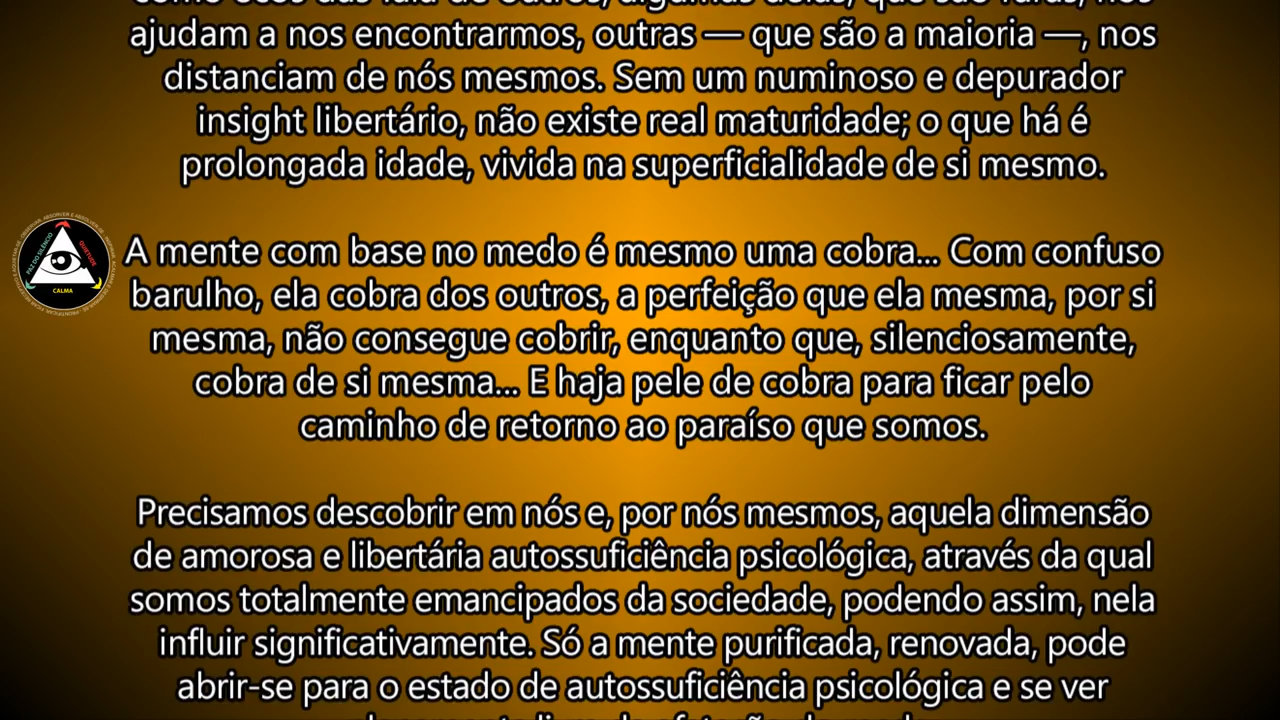 ajudam a nos encontrarmos, outras — que são a maioria —, nos
distanciam de nós mesmos. Sem um numinoso e depurador
insight libertário, não existe real maturidade; o que há é
prolongada idade, vivida na superficialidade de si mesmo.
A mente com base no medo é mesmo uma cobra... Com confuso
barulho, ela cobra dos outros, a perfeição que ela mesma, por si
mesma, não consegue cobrir, enquanto que, silenciosamente,
cobra de si mesma... E haja pele de cobra para ficar pelo
caminho de retorno ao paraíso que somos.
PAZ DO SILÊNCIO
QUIETUDE
CALMA
Precisamos descobrir em nós e, por nós mesmos, aquela dimensão
de amorosa e libertária autossuficiência psicológica, através da qual
somos totalmente emancipados da sociedade, podendo assim, nela
influir significativamente. Só a mente purificada, renovada, pode
abrir-se para o estado de autossuficiência psicológica e se ver